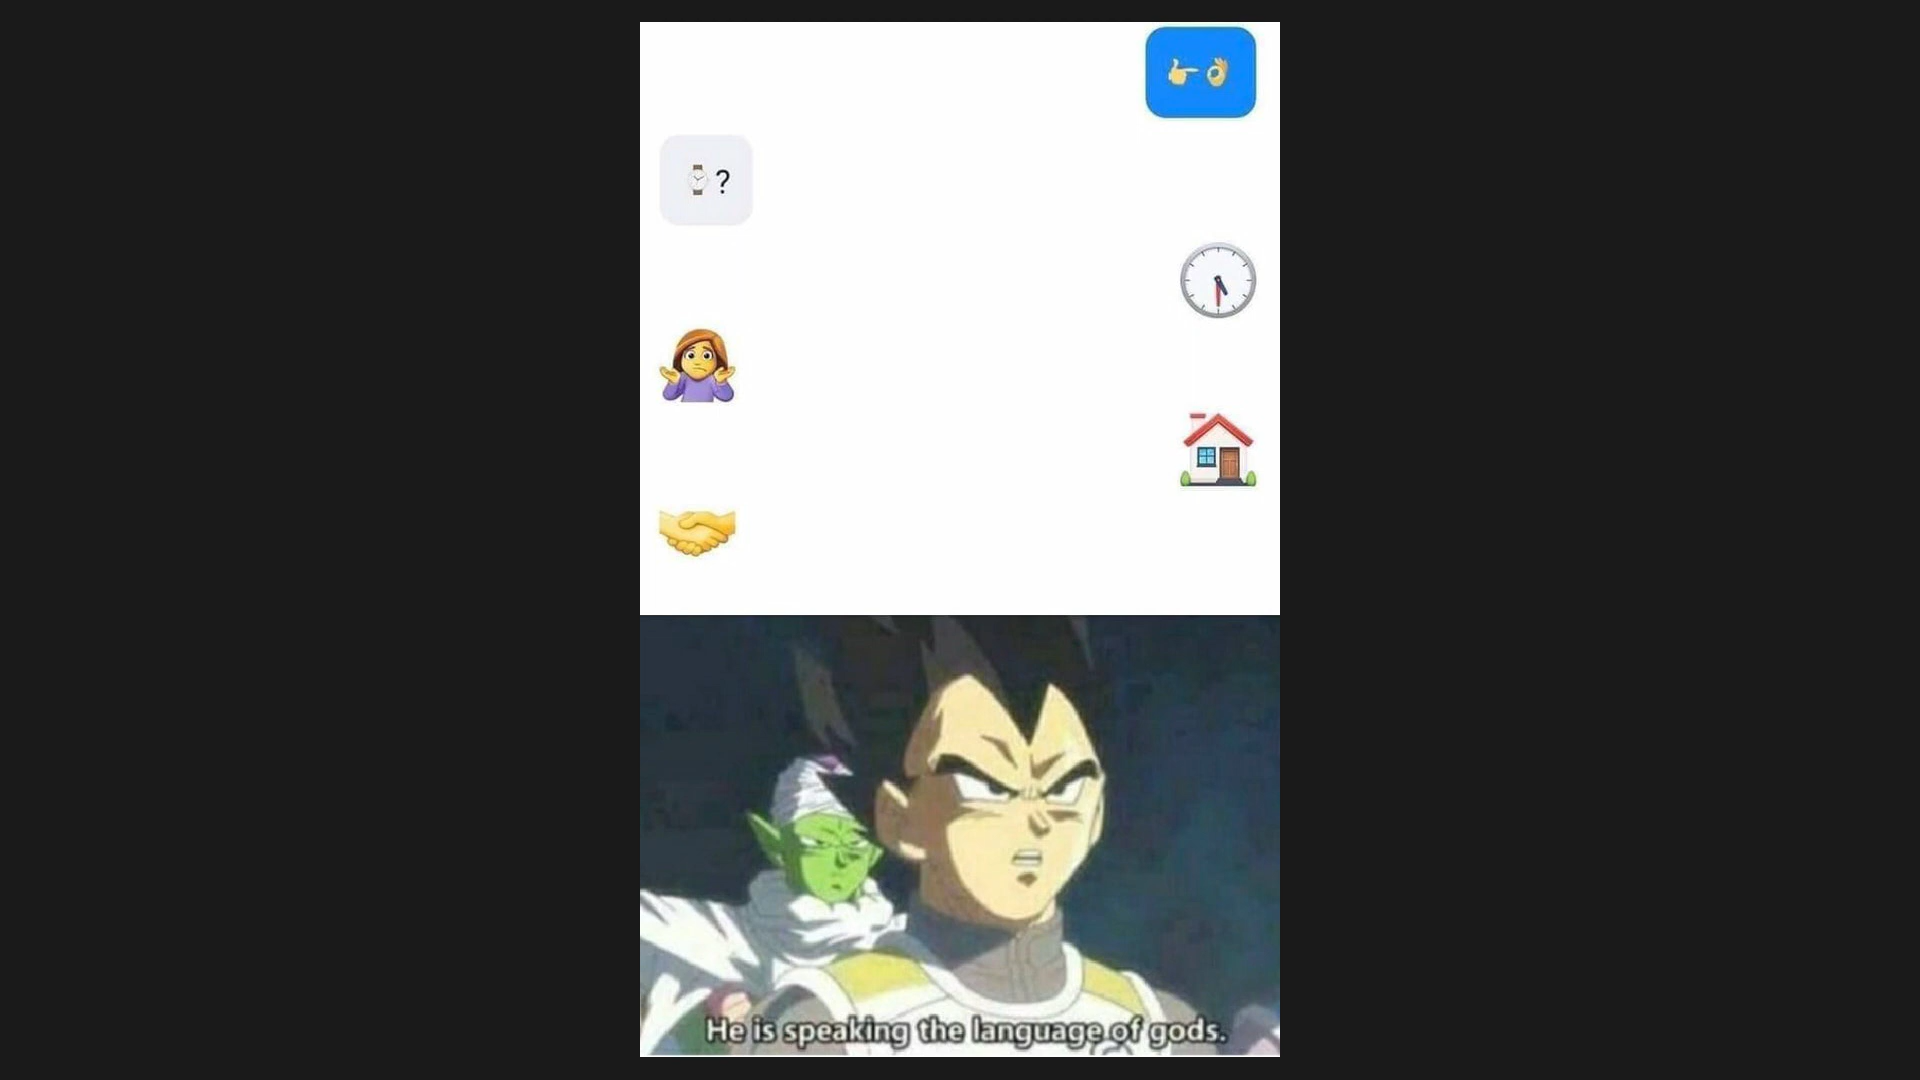 👉👌
⌚?
He is speaking the language of gods.